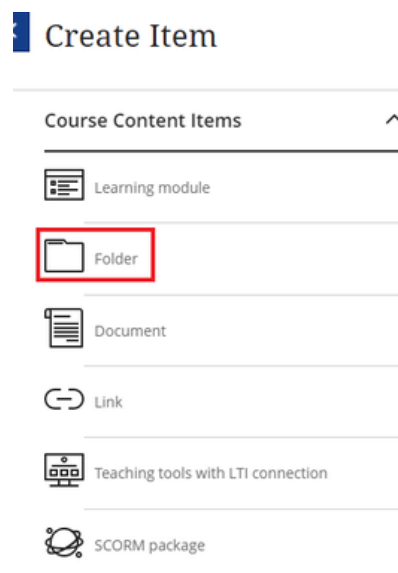 Create Item
Course Content Items
Learning module
Folder
Document
Link
Teaching tools with LTI connection
SCORM package